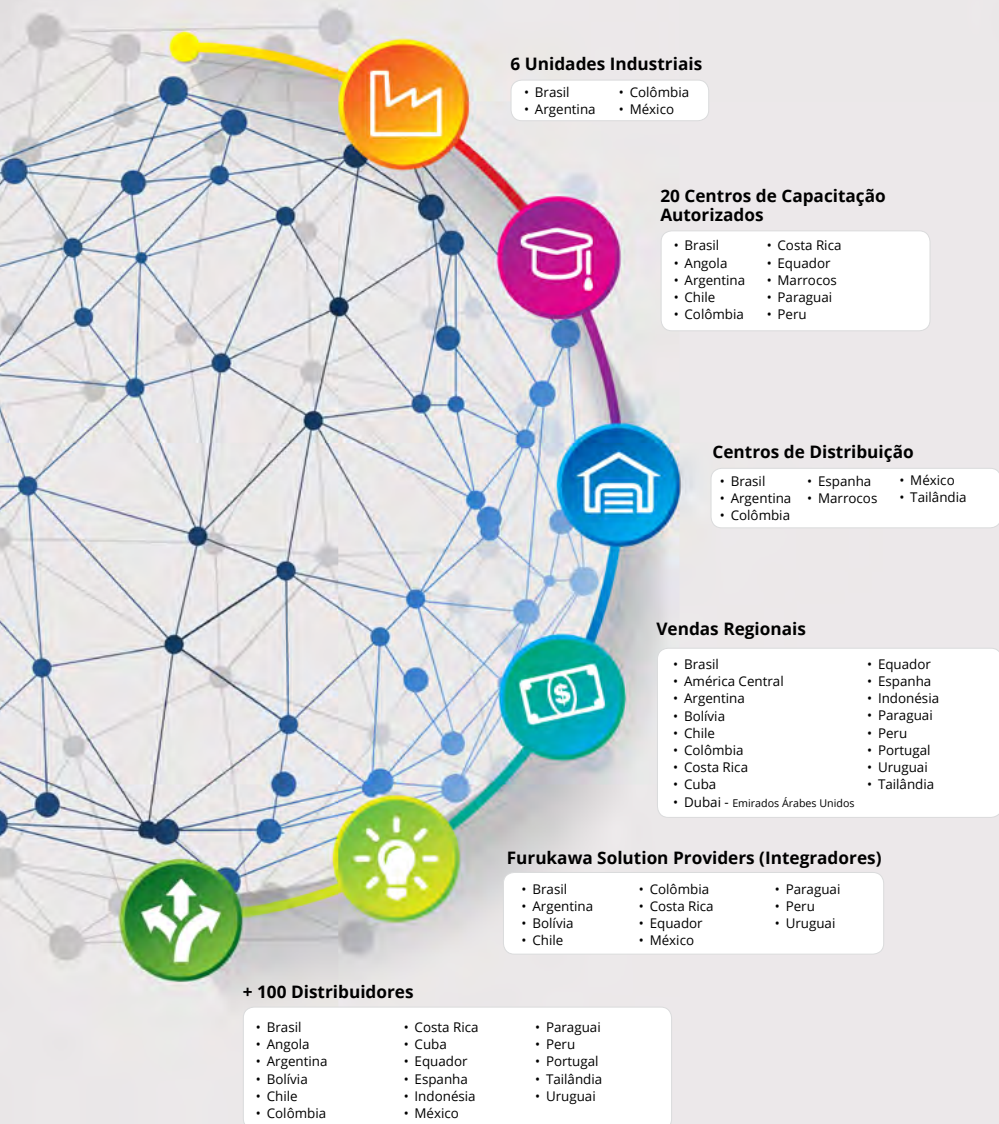 6 Unidades Industriais
• Brasil
• Argentina
• Colômbia
• México
20 Centros de Capacitação
Autorizados
• Brasil
• Angola
• Argentina
• Chile
• Colômbia
• Costa Rica
• Equador
• Marrocos
• Paraguai
• Peru
Centros de Distribuição
• Brasil
• Argentina
• Colômbia
• Espanha
• Marrocos
• México
• Tailândia
Vendas Regionais
• Brasil
• América Central
• Argentina
• Bolívia
• Chile
• Colômbia
• Costa Rica
• Cuba
• Dubai - Emirados Árabes Unidos
• Equador
• Espanha
• Indonésia
• Paraguai
• Peru
• Portugal
• Uruguai
• Tailândia
$
Furukawa Solution Providers (Integradores)
• Brasil
• Argentina
• Bolívia
• Chile
• Colômbia
• Costa Rica
• Equador
• México
• Paraguai
• Peru
• Uruguai
+ 100 Distribuidores
• Brasil
• Angola
• Argentina
• Bolívia
• Chile
• Colômbia
• Costa Rica
• Cuba
• Equador
• Espanha
• Indonésia
• México
• Paraguai
• Peru
• Portugal
• Tailândia
• Uruguai